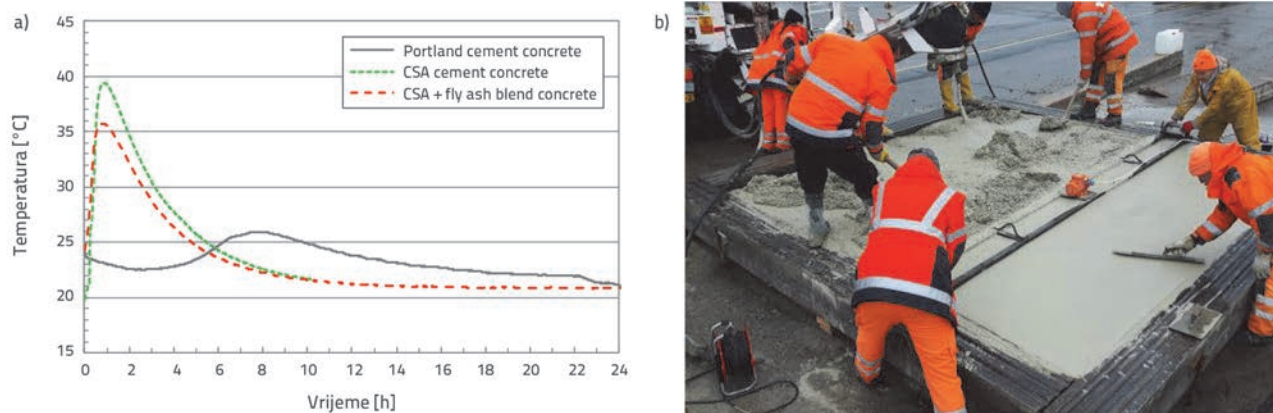 a)
45
40
35
30
25
20
15
Temperatura [°C]
Portland cement concrete
CSA cement concrete
CSA + fly ash blend concrete
0 2 4 6 8 10 12 14 16 18 20 22 24
Vrijeme [h]
b)